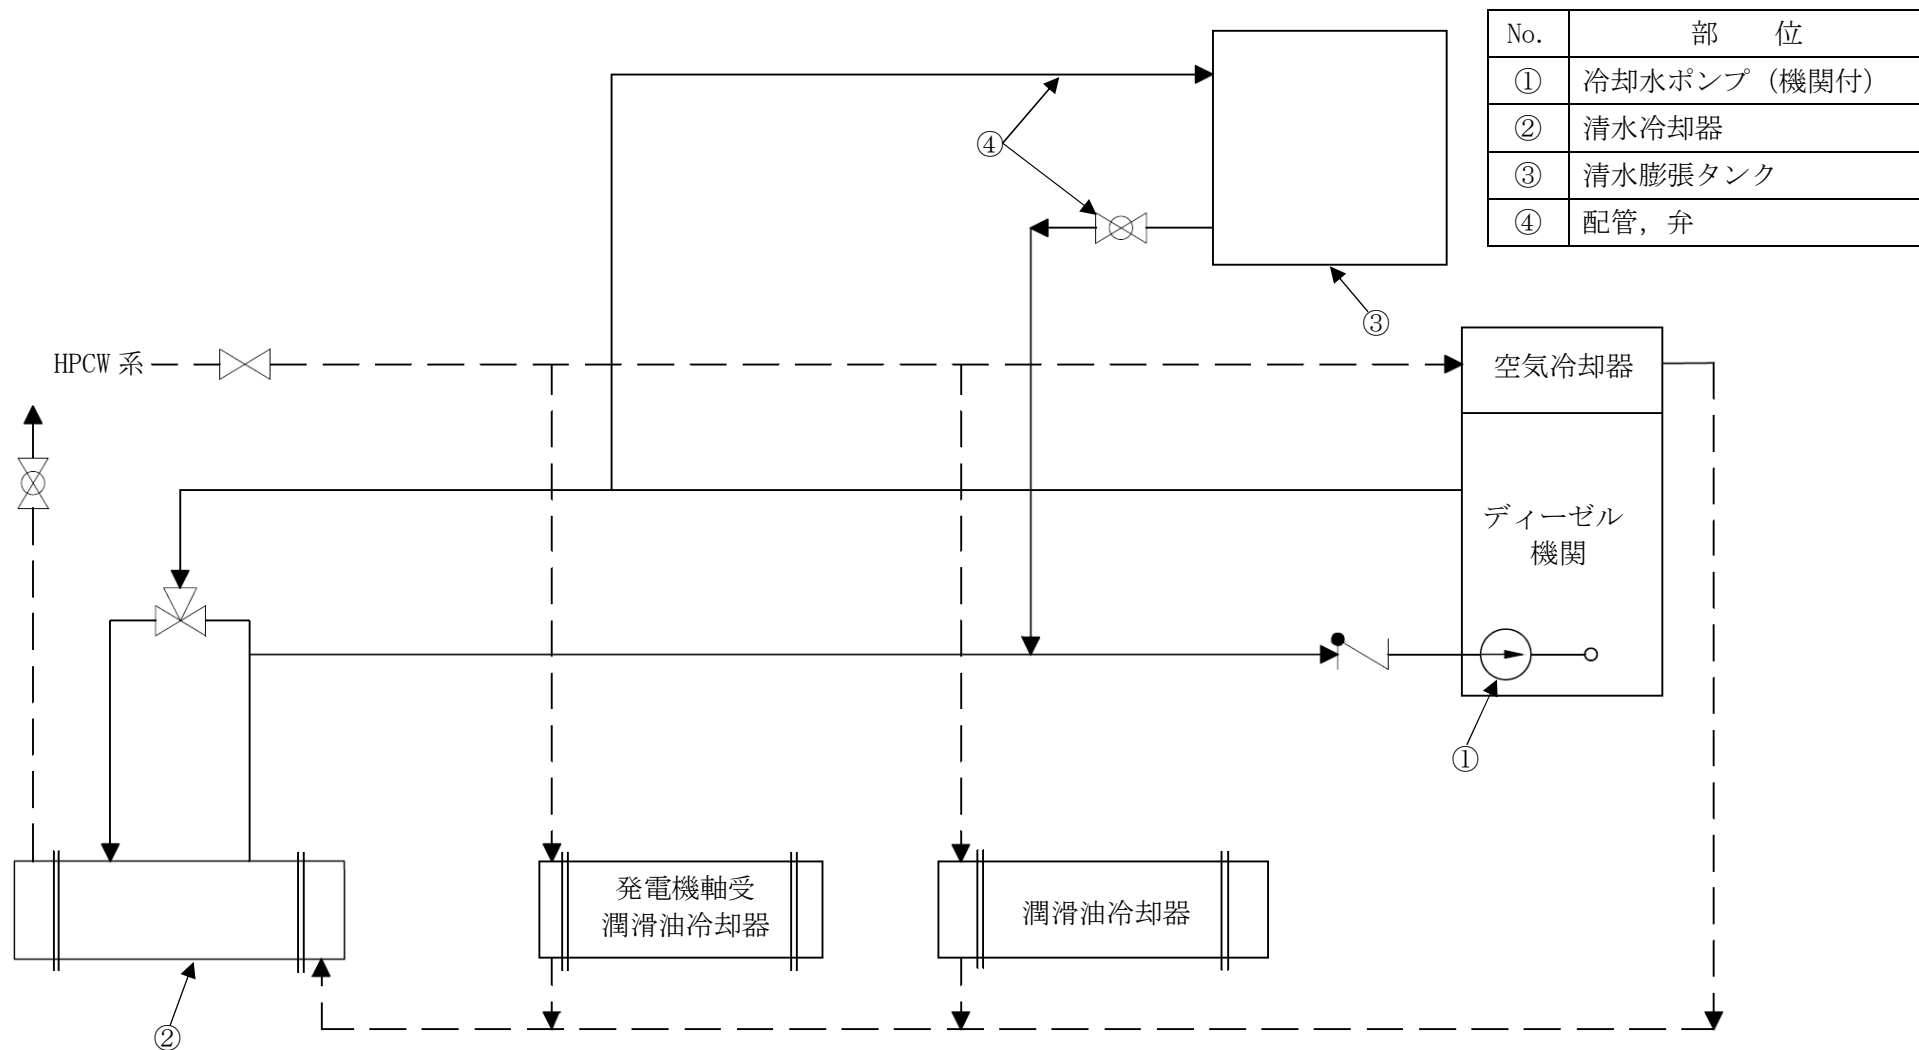 No. 部　　位
① 冷却水ポンプ（機関付）
② 清水冷却器
③ 清水膨張タンク
④ 配管，弁
④
③
HPCW 系
空気冷却器
ディーゼル
機関
①
発電機軸受
潤滑油冷却器
潤滑油冷却器
②